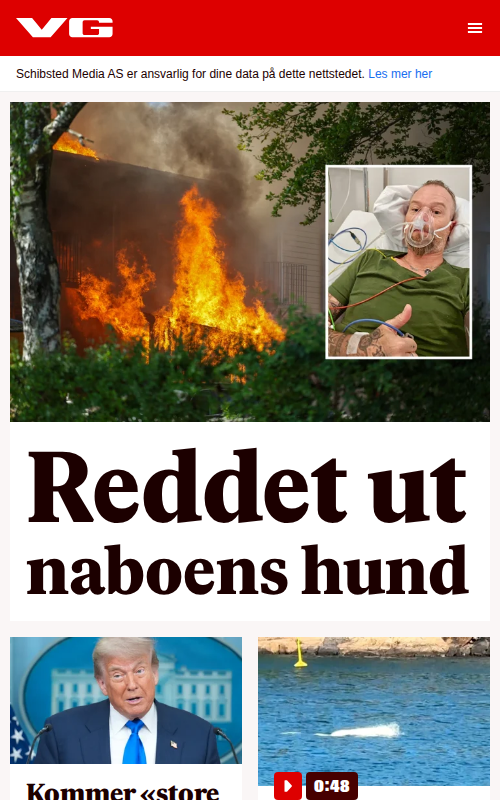 VG
Schibsted Media AS er ansvarlig for dine data på dette nettstedet. Les mer her
Reddet ut
naboens hund
Kommer «store
0:48